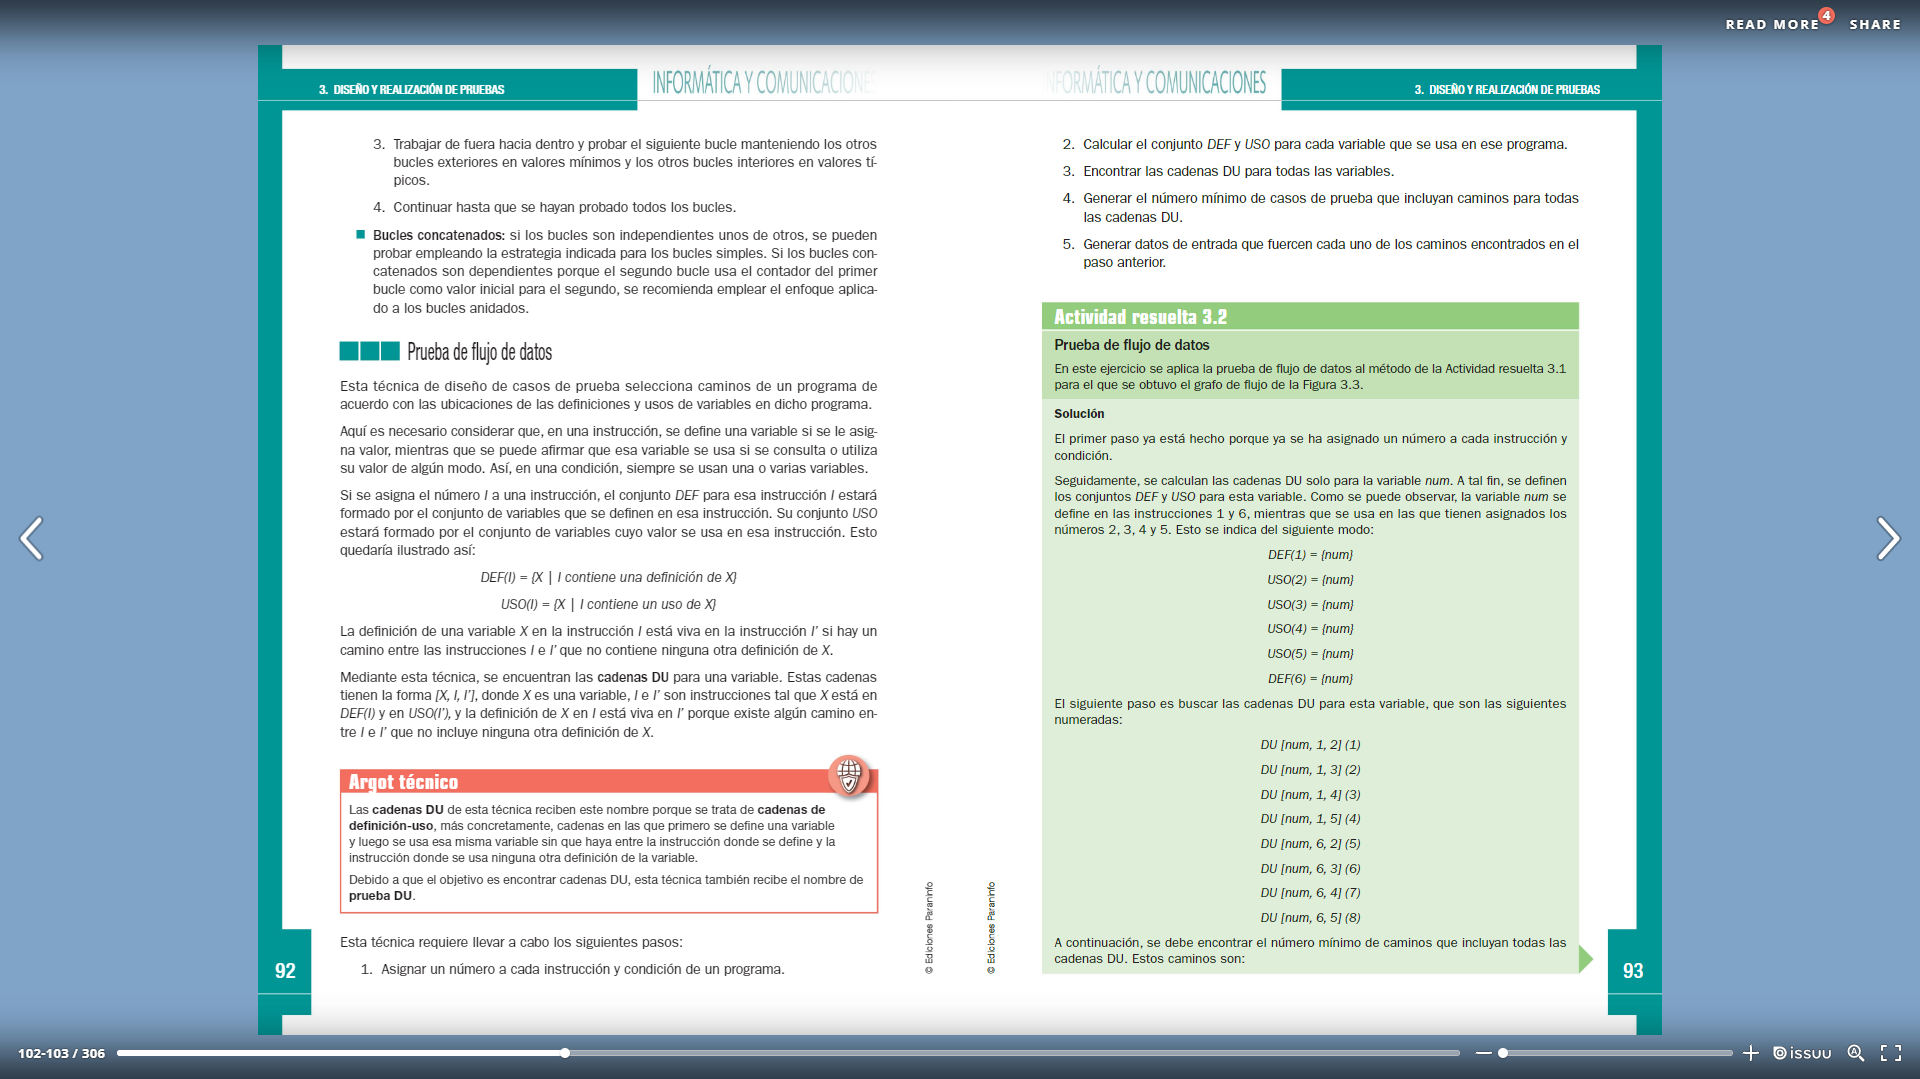 READ MORE 4 SHARE
3. DISEÑO Y REALIZACIÓN DE PRUEBAS
INFORMÁTICA Y COMUNICACIONES
3. Trabajar de fuera hacia dentro y probar el siguiente bucle manteniendo los otros
bucles exteriores en valores mínimos y los otros bucles interiores en valores tí-
picos.
4. Continuar hasta que se hayan probado todos los bucles.
Bucles concatenados: si los bucles son independientes unos de otros, se pueden
probar empleando la estrategia indicada para los bucles simples. Si los bucles con-
catenados son dependientes porque el segundo bucle usa el contador del primer
bucle como valor inicial para el segundo, se recomienda emplear el enfoque aplica-
do a los bucles anidados.
Prueba de flujo de datos
Esta técnica de diseño de casos de prueba selecciona caminos de un programa de
acuerdo con las ubicaciones de las definiciones y usos de variables en dicho programa.
Aquí es necesario considerar que, en una instrucción, se define una variable si se le asig-
na valor, mientras que se puede afirmar que esa variable se usa si se consulta o utiliza
su valor de algún modo. Así, en una condición, siempre se usan una o varias variables.
Si se asigna el número I a una instrucción, el conjunto DEF para esa instrucción I estará
formado por el conjunto de variables que se definen en esa instrucción. Su conjunto USO
estará formado por el conjunto de variables cuyo valor se usa en esa instrucción. Esto
quedaría ilustrado así:
DEF(I) = {X | I contiene una definición de X}
USO(I) = {X | I contiene un uso de X}
La definición de una variable X en la instrucción I está viva en la instrucción I’ si hay un
camino entre las instrucciones I e I’ que no contiene ninguna otra definición de X.
Mediante esta técnica, se encuentran las cadenas DU para una variable. Estas cadenas
tienen la forma [X, I, I’], donde X es una variable, I e I’ son instrucciones tal que X está en
DEF(I) y en USO(I’), y la definición de X en I está viva en I’ porque existe algún camino en-
tre I e I’ que no incluye ninguna otra definición de X.
Argot técnico
Las cadenas DU de esta técnica reciben este nombre porque se trata de cadenas de
definición-uso, más concretamente, cadenas en las que primero se define una variable
y luego se usa esa misma variable sin que haya entre la instrucción donde se define y la
instrucción donde se usa ninguna otra definición de la variable.
Debido a que el objetivo es encontrar cadenas DU, esta técnica también recibe el nombre de
prueba DU.
Esta técnica requiere llevar a cabo los siguientes pasos:
1. Asignar un número a cada instrucción y condición de un programa.
92
© Ediciones Paraninfo
INFORMÁTICA Y COMUNICACIONES
3. DISEÑO Y REALIZACIÓN DE PRUEBAS
2. Calcular el conjunto DEF y USO para cada variable que se usa en ese programa.
3. Encontrar las cadenas DU para todas las variables.
4. Generar el número mínimo de casos de prueba que incluyan caminos para todas
las cadenas DU.
5. Generar datos de entrada que fuercen cada uno de los caminos encontrados en el
paso anterior.
Actividad resuelta 3.2
Prueba de flujo de datos
En este ejercicio se aplica la prueba de flujo de datos al método de la Actividad resuelta 3.1
para el que se obtuvo el grafo de flujo de la Figura 3.3.
Solución
El primer paso ya está hecho porque ya se ha asignado un número a cada instrucción y
condición.
Seguidamente, se calculan las cadenas DU solo para la variable num. A tal fin, se definen
los conjuntos DEF y USO para esta variable. Como se puede observar, la variable num se
define en las instrucciones 1 y 6, mientras que se usa en las que tienen asignados los
números 2, 3, 4 y 5. Esto se indica del siguiente modo:
DEF(1) = {num}
USO(2) = {num}
USO(3) = {num}
USO(4) = {num}
USO(5) = {num}
DEF(6) = {num}
El siguiente paso es buscar las cadenas DU para esta variable, que son las siguientes
numeradas:
DU [num, 1, 2] (1)
DU [num, 1, 3] (2)
DU [num, 1, 4] (3)
DU [num, 1, 5] (4)
DU [num, 6, 2] (5)
DU [num, 6, 3] (6)
DU [num, 6, 4] (7)
DU [num, 6, 5] (8)
A continuación, se debe encontrar el número mínimo de caminos que incluyan todas las
cadenas DU. Estos caminos son:
© Ediciones Paraninfo
93
102-103 / 306
issuu